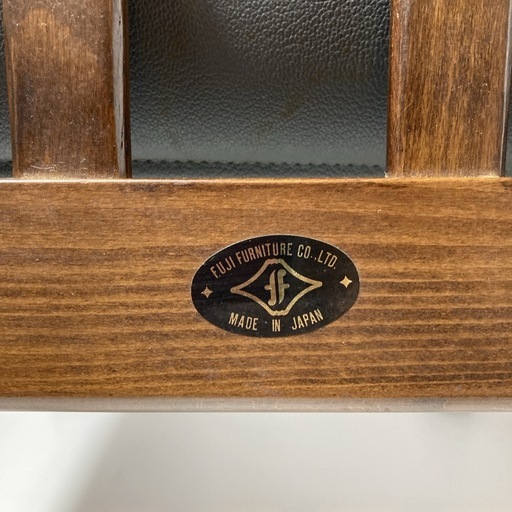 FUJI FURNITURE CO.,LTD.
ff
MADE IN JAPAN